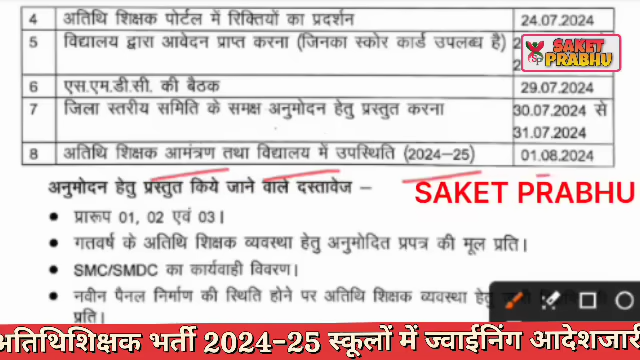 4 अतिथि शिक्षक पोर्टल में रिक्तियों का प्रदर्शन 24.07.2024
5 विद्यालय द्वारा आवेदन प्राप्त करना (जिनका स्कोर कार्ड उपलब्ध है)
SAKET
PRABHU
6 एस.एम.डी.सी. की बैठक 29.07.2024
7 जिला स्तरीय समिति के समक्ष अनुमोदन हेतु प्रस्तुत करना 30.07.2024 से
31.07.2024
8 अतिथि शिक्षक आमंत्रण तथा विद्यालय में उपस्थिति (2024–25) 01.08.2024
अनुमोदन हेतु प्रस्तुत किये जाने वाले दस्तावेज –
SAKET PRABHU
• प्रारूप 01, 02 एवं 03।
• गतवर्ष के अतिथि शिक्षक व्यवस्था हेतु अनुमोदित प्रपत्र की मूल प्रति।
• SMC/SMDC का कार्यवाही विवरण।
• नवीन पैनल निर्माण की स्थिति होने पर अतिथि शिक्षक व्यवस्था हेतु
प्रति।
अतिथिशिक्षक भर्ती 2024-25 स्कूलों में ज्वाईनिंग आदेशजारी